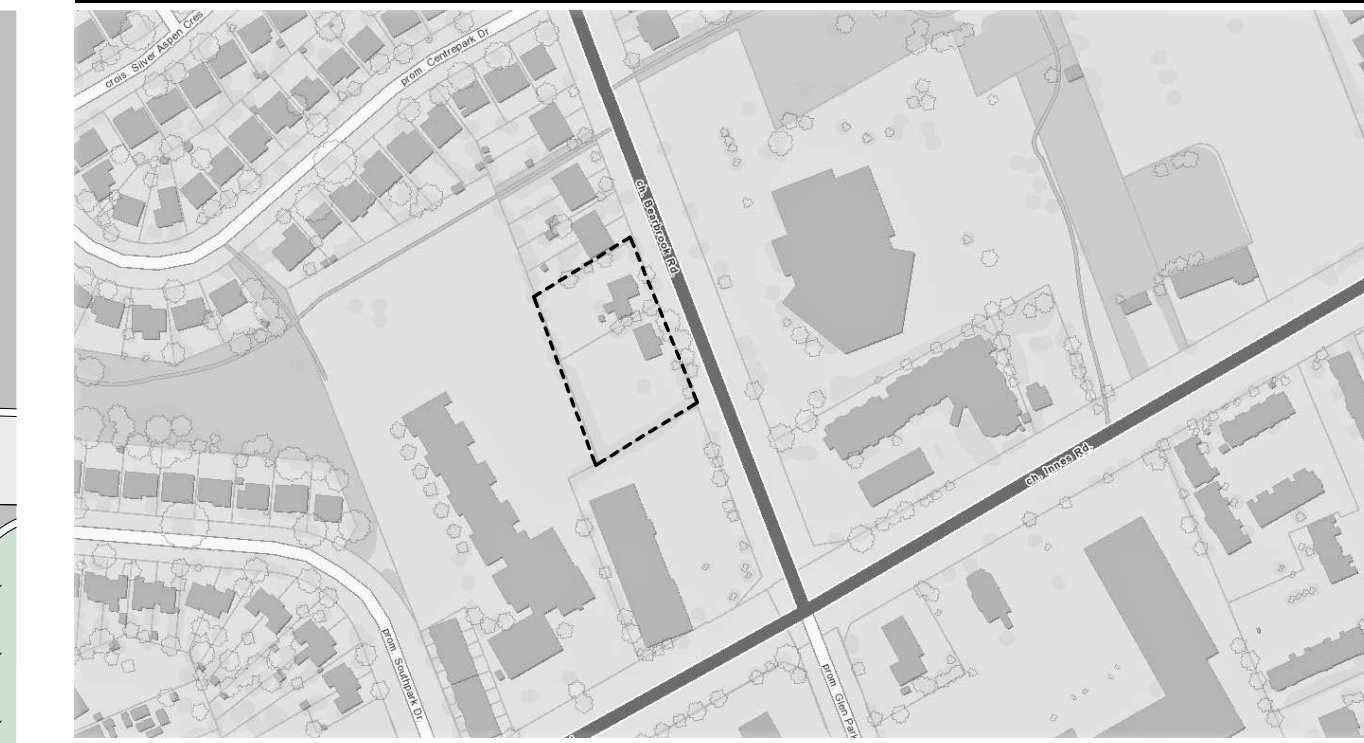 crois. Silver Aspen Cres
prom. Centrepark Dr.
ch. Bearbrook Rd.
ch. Innes Rd.
prom. Southpark Dr.
prom. Glen Park